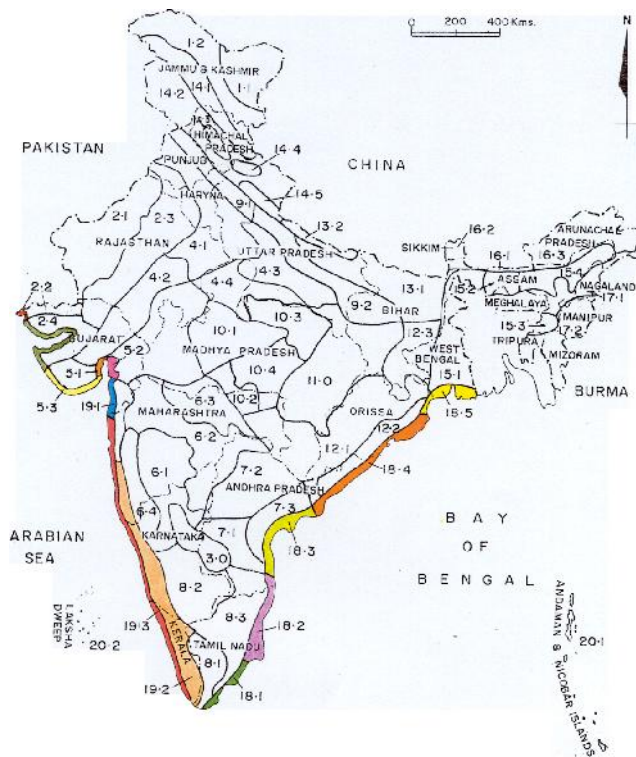 0 200 400 Kms.
N
1·2
JAMMU & KASHMIR
14·2
14·1
1·1
14·3
HIMACHAL
PRADESH
14·4
PAKISTAN
PUNJUB
CHINA
HARYNA
9·1
14·5
13·2
2·1
2·3
RAJASTHAN
4·1
UTTAR PRADESH
16·2
SIKKIM
16·1
16·3
ARUNACHAL
PRADESH
15·4
ASSAM
15·2
NAGALAND
17·1
MEGHALAYA
MANIPUR
15·3
17·2
TRIPURA
MIZORAM
BURMA
2·2
2·4
4·2
4·4
14·3
13·1
9·2
BIHAR
12·3
GUJARAT
5·2
5·1
5·3
10·1
10·3
MADHYA PRADESH
10·4
11·0
WEST
BENGAL
15·1
18·5
19·1
MAHARASHTRA
6·3
10·2
6·2
ORISSA
12·2
12·1
18·4
6·1
7·2
ANDHRA PRADESH
7·3
6·4
KARNATAKA
7·1
3·0
18·3
ARABIAN
SEA
BAY
OF
BENGAL
8·2
8·3
18·2
LAKSHA
DWEEP
20·2
19·3
KERALA
TAMIL NADU
8·1
19·2
18·1
ANDAMAN & NICOBAR ISLANDS
20·1